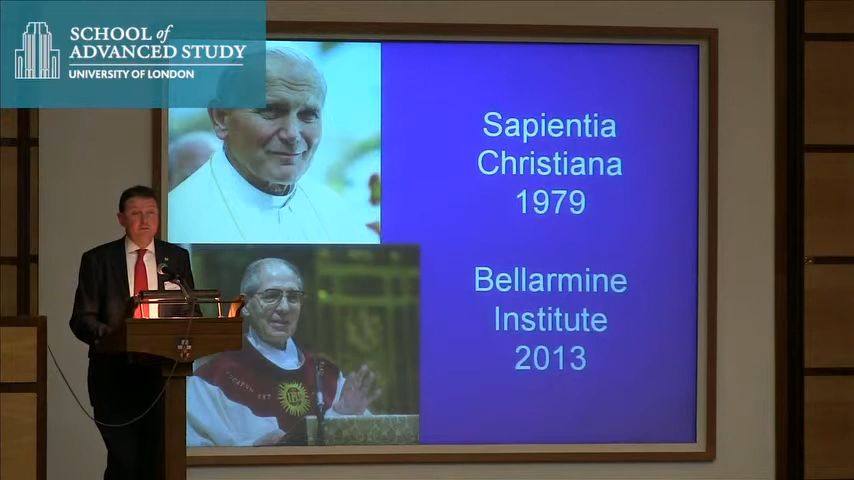 SCHOOL of
ADVANCED STUDY
UNIVERSITY OF LONDON
Sapientia
Christiana
1979
Bellarmine
Institute
2013